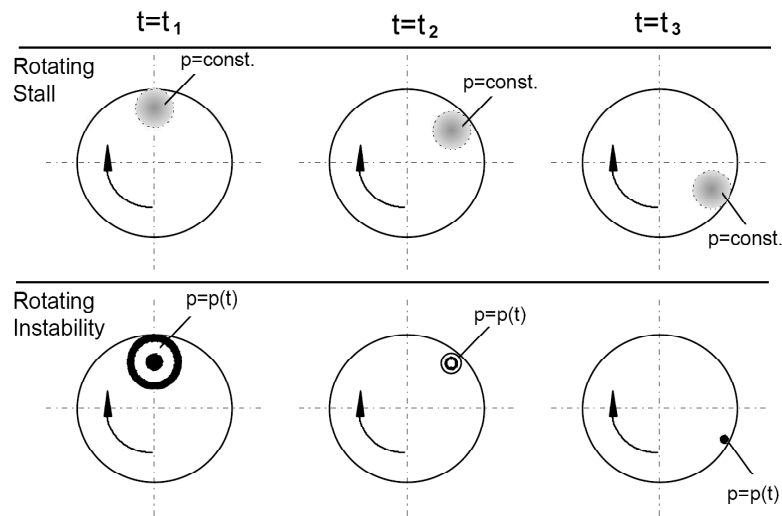 t=t₁ t=t₂ t=t₃
Rotating
Stall
p=const.
p=const.
p=const.
Rotating
Instability
p=p(t)
p=p(t)
p=p(t)